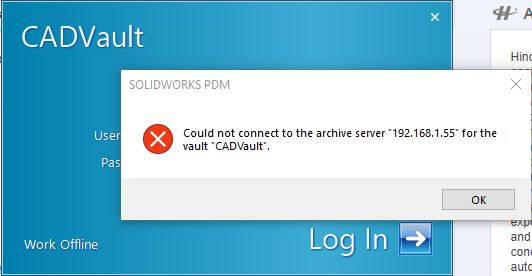 CADVault
SOLIDWORKS PDM
Could not connect to the archive server "192.168.1.55" for the
vault "CADVault".
User
Pas
OK
Work Offline
Log In
A
Hinc
expe
and
conc
auto